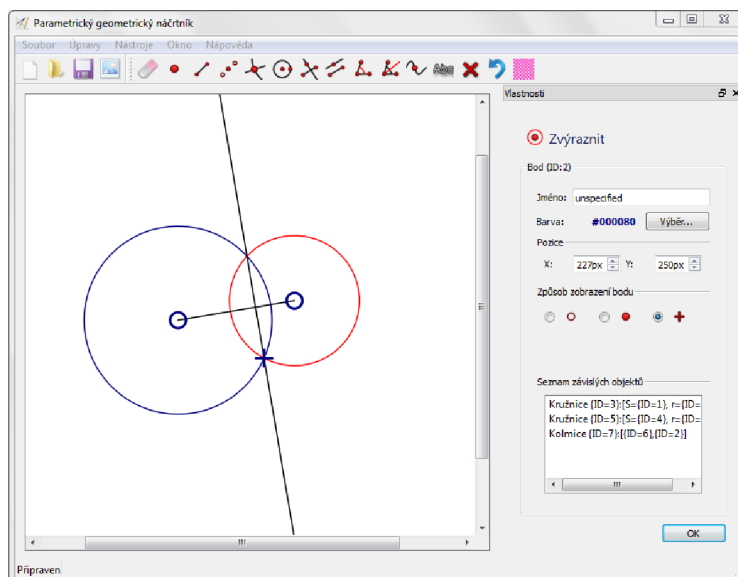 Parametrický geometrický náčrtník
Soubor Úpravy Nástroje Okno Nápověda
Abc
Vlastnosti
Zvýraznit
Bod (ID:2)
Jméno: unspecified
Barva: #000080 Výběr...
Pozice
X: 227px Y: 250px
Způsob zobrazení bodu
Seznam závislých objektů
Kružnice {ID=3}:[S={ID=1}, r={ID=
Kružnice {ID=5}:[S={ID=4}, r={ID=
Kolmice {ID=7}:[{ID=6},{ID=2}]
OK
Připraven